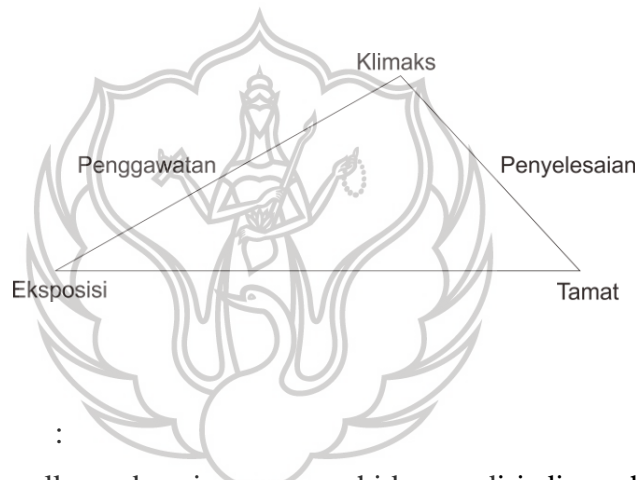 Klimaks
Penggawatan
Penyelesaian
Eksposisi
Tamat
: